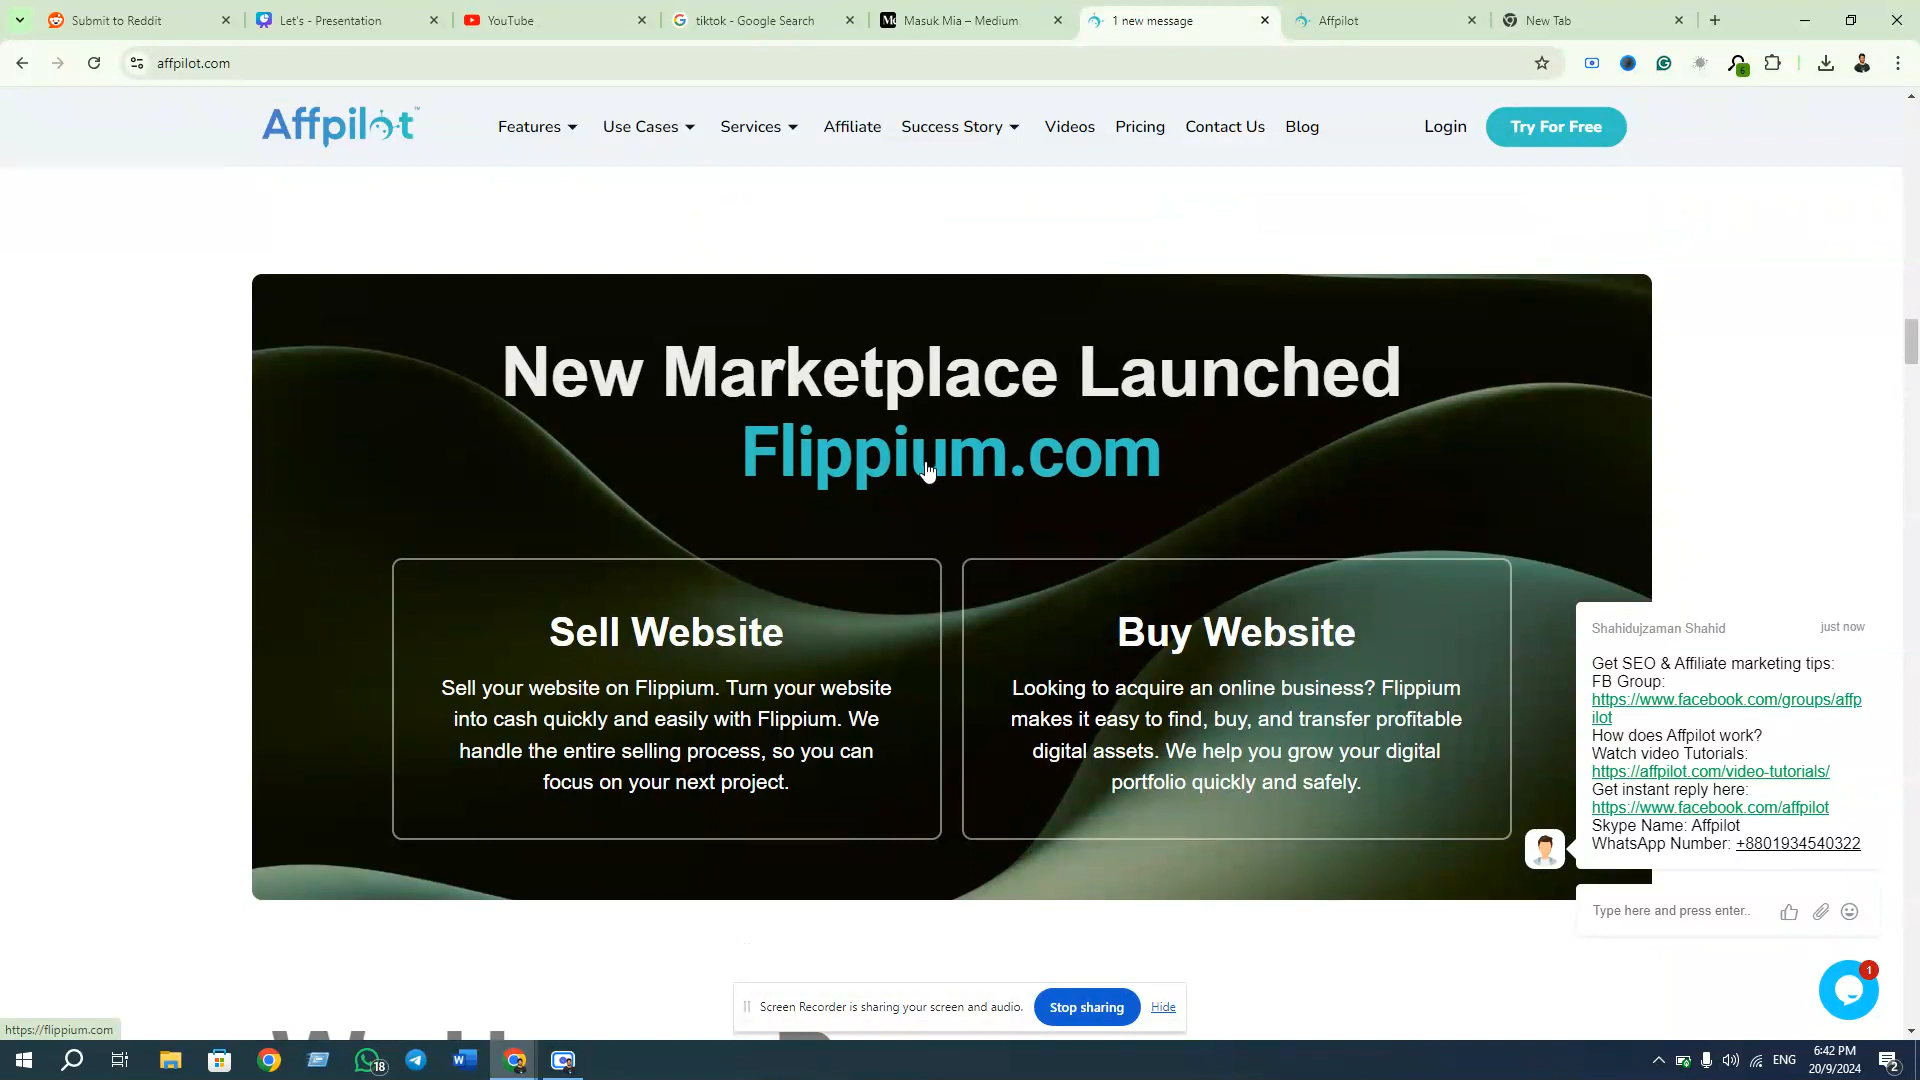 Submit to Reddit
Let's - Presentation
YouTube
tiktok - Google Search
Masuk Mia – Medium
1 new message
Affpilot
New Tab
affpilot.com
6
Affpilot
Features
Use Cases
Services
Affiliate
Success Story
Videos
Pricing
Contact Us
Blog
Login
Try For Free
New Marketplace Launched
Flippium.com
Sell Website
Sell your website on Flippium. Turn your website
into cash quickly and easily with Flippium. We
handle the entire selling process, so you can
focus on your next project.
Buy Website
Looking to acquire an online business? Flippium
makes it easy to find, buy, and transfer profitable
digital assets. We help you grow your digital
portfolio quickly and safely.
Shahidujzaman Shahid
just now
Get SEO & Affiliate marketing tips:
FB Group:
https://www.facebook.com/groups/affp
ilot
How does Affpilot work?
Watch video Tutorials:
https://affpilot.com/video-tutorials/
Get instant reply here:
https://www.facebook.com/affpilot
Skype Name: Affpilot
WhatsApp Number: +8801934540322
Type here and press enter..
1
Screen Recorder is sharing your screen and audio.
Stop sharing
Hide
https://flippium.com
18
ENG
6:42 PM
20/9/2024
2